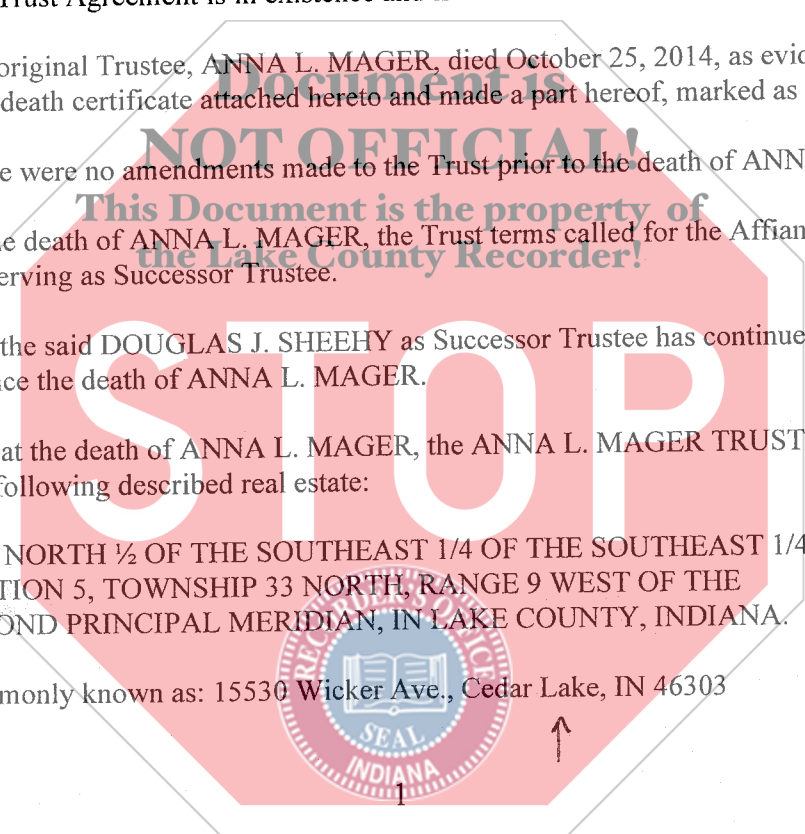 Trust Agreement is in existence and
original Trustee, ANNA L. MAGER, died October 25, 2014, as evid
Document is
death certificate attached hereto and made a part hereof, marked as
NOT OFFICIAL!
e were no amendments made to the Trust prior to the death of ANN
This Document is the property of
e death of ANNA L. MAGER, the Trust terms called for the Affian
the Lake County Recorder!
erving as Successor Trustee.
the said DOUGLAS J. SHEEHY as Successor Trustee has continue
ce the death of ANNA L. MAGER.
STOP
at the death of ANNA L. MAGER, the ANNA L. MAGER TRUST
following described real estate:
NORTH ½ OF THE SOUTHEAST 1/4 OF THE SOUTHEAST 1/4
TION 5, TOWNSHIP 33 NORTH, RANGE 9 WEST OF THE
OND PRINCIPAL MERIDIAN, IN LAKE COUNTY, INDIANA.
monly known as: 15530 Wicker Ave., Cedar Lake, IN 46303
RECORDER'S OFFICE
SEAL
INDIANA
1